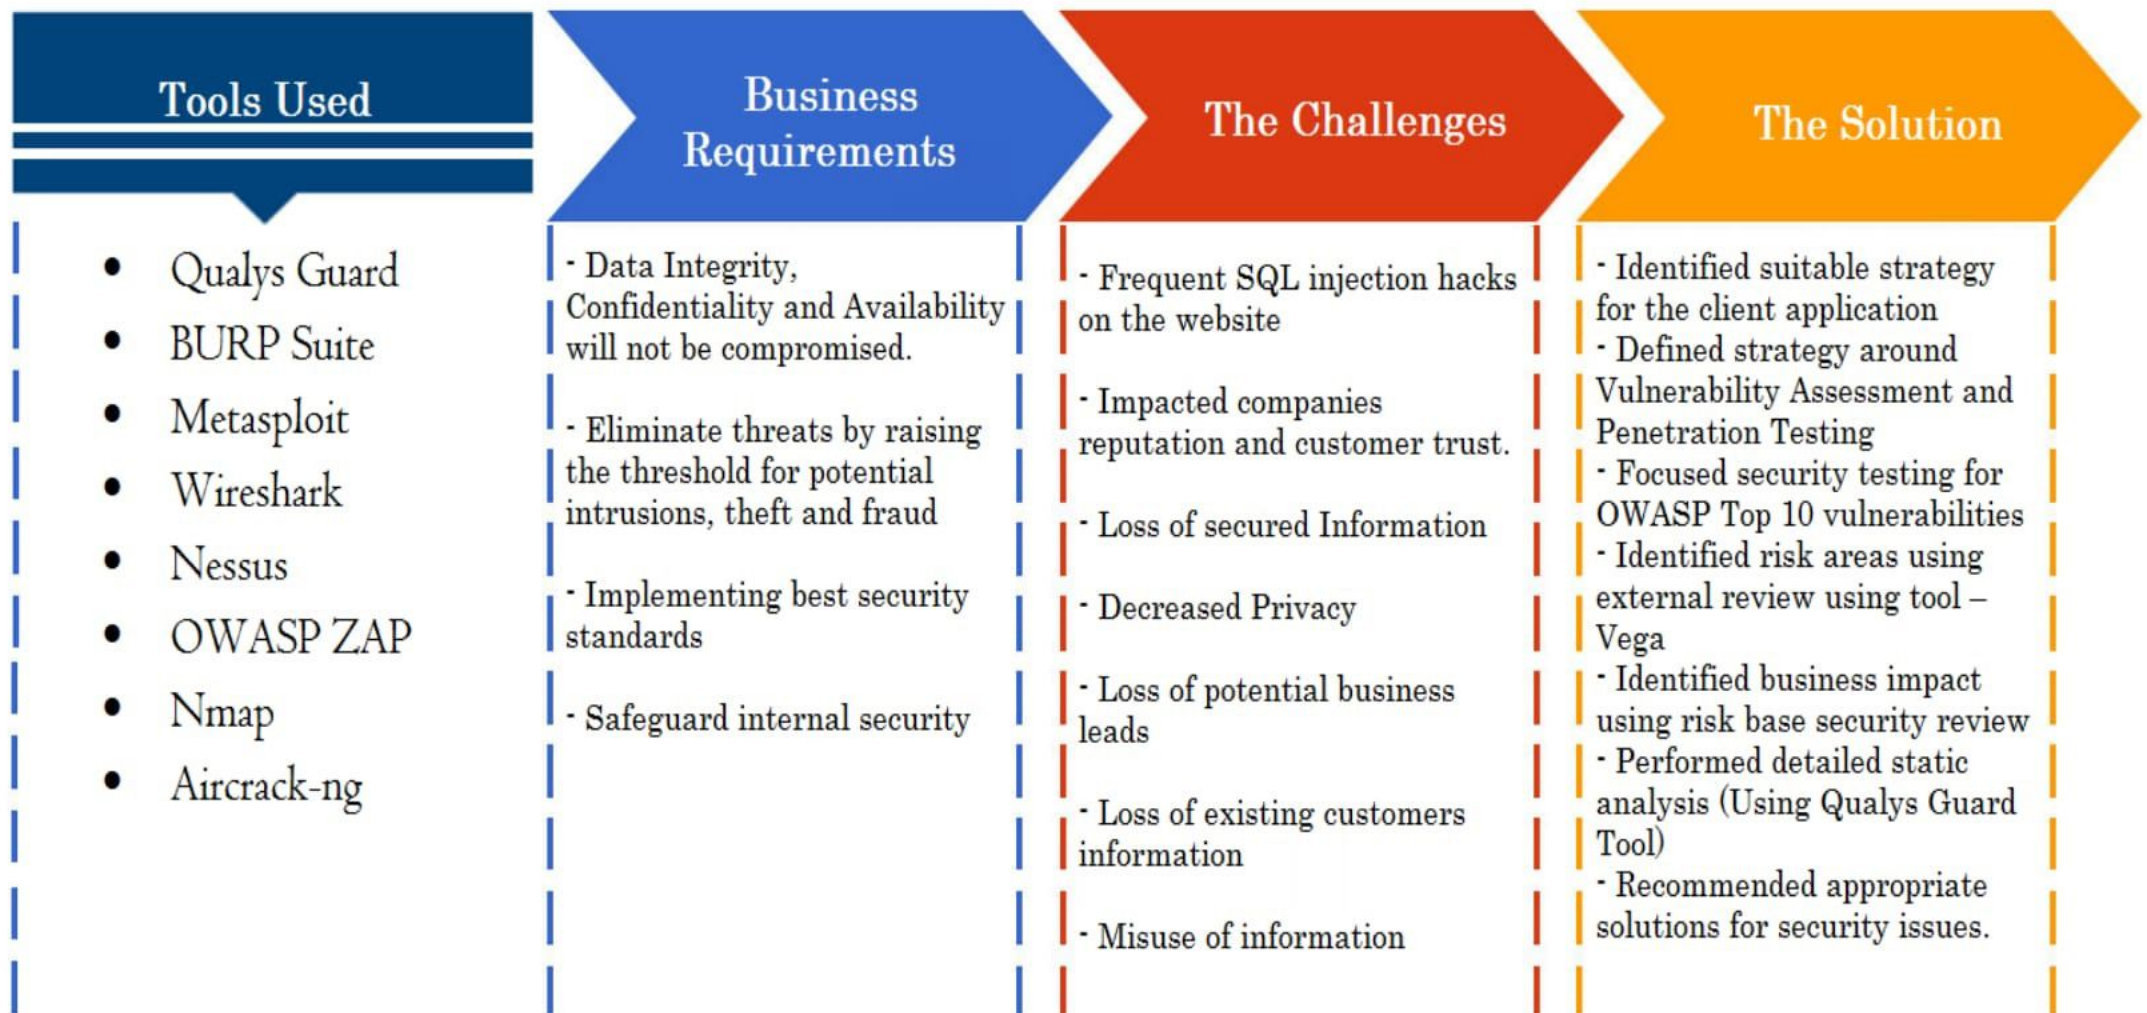 Tools Used
• Qualys Guard
• BURP Suite
• Metasploit
• Wireshark
• Nessus
• OWASP ZAP
• Nmap
• Aircrack-ng
Business
Requirements
- Data Integrity,
Confidentiality and Availability
will not be compromised.
- Eliminate threats by raising
the threshold for potential
intrusions, theft and fraud
- Implementing best security
standards
- Safeguard internal security
The Challenges
- Frequent SQL injection hacks
on the website
- Impacted companies
reputation and customer trust.
- Loss of secured Information
- Decreased Privacy
- Loss of potential business
leads
- Loss of existing customers
information
- Misuse of information
The Solution
- Identified suitable strategy
for the client application
- Defined strategy around
Vulnerability Assessment and
Penetration Testing
- Focused security testing for
OWASP Top 10 vulnerabilities
- Identified risk areas using
external review using tool –
Vega
- Identified business impact
using risk base security review
- Performed detailed static
analysis (Using Qualys Guard
Tool)
- Recommended appropriate
solutions for security issues.